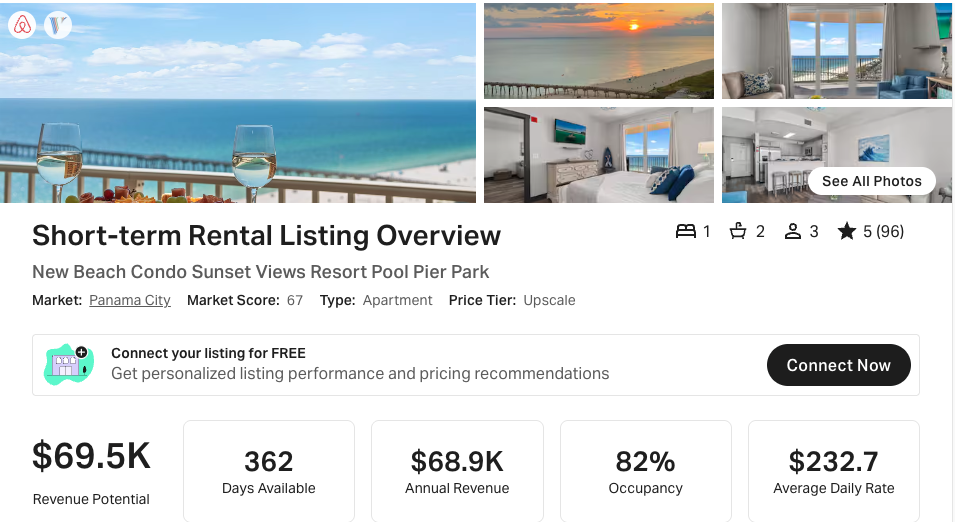 See All Photos
Short-term Rental Listing Overview
1 2 3 5 (96)
New Beach Condo Sunset Views Resort Pool Pier Park
Market: Panama City Market Score: 67 Type: Apartment Price Tier: Upscale
Connect your listing for FREE
Get personalized listing performance and pricing recommendations
Connect Now
$69.5K
Revenue Potential
362
Days Available
$68.9K
Annual Revenue
82%
Occupancy
$232.7
Average Daily Rate